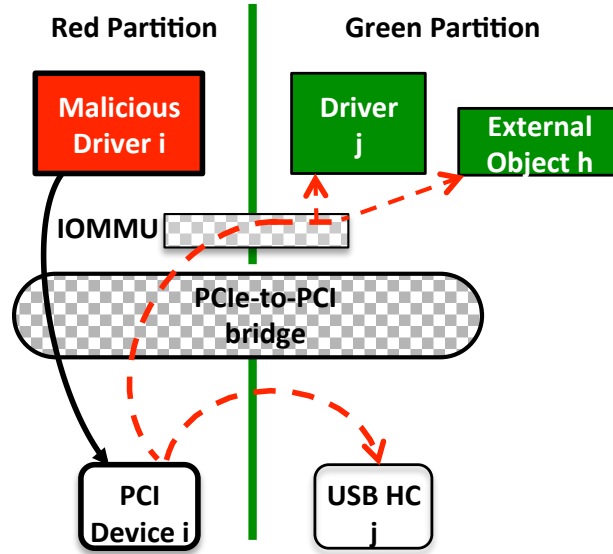 Red Partition
Green Partition
Malicious
Driver i
Driver
j
External
Object h
IOMMU
PCIe-to-PCI
bridge
PCI
Device i
USB HC
j